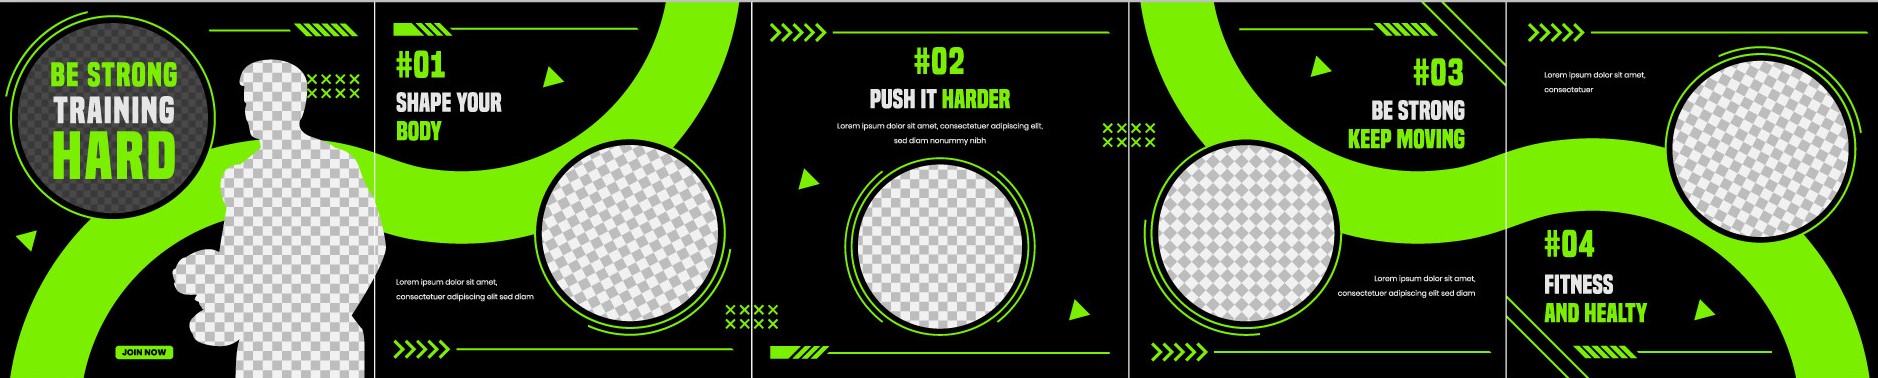 BE STRONG
TRAINING
HARD
JOIN NOW
#01
SHAPE YOUR
BODY
Lorem ipsum dolor sit amet,
consectetuer adipiscing elit sed diam
#02
PUSH IT HARDER
Lorem ipsum dolor sit amet, consectetuer adipiscing elit,
sed diam nonummy nibh
#03
BE STRONG
KEEP MOVING
Lorem ipsum dolor sit amet,
consectetuer adipiscing elit sed diam
Lorem ipsum dolor sit amet,
consectetuer
#04
FITNESS
AND HEALTY